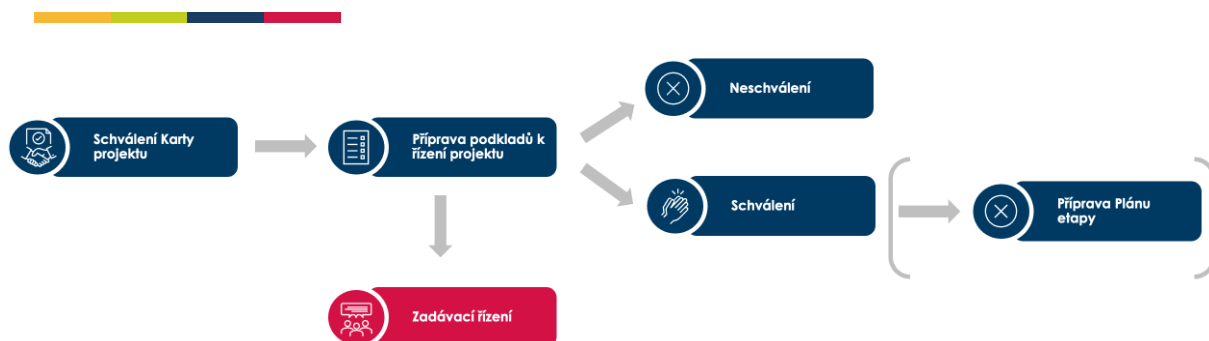 Schválení Karty
projektu
Příprava podkladů k
řízení projektu
Neschválení
Schválení
Příprava Plánu
etapy
Zadávací řízení